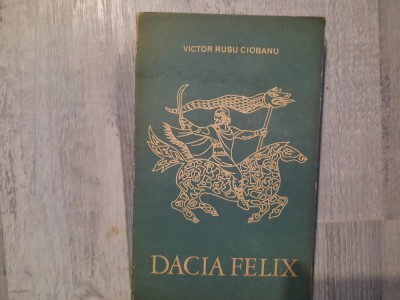 VICTOR RUSU CIOBANU
DACIA FELIX